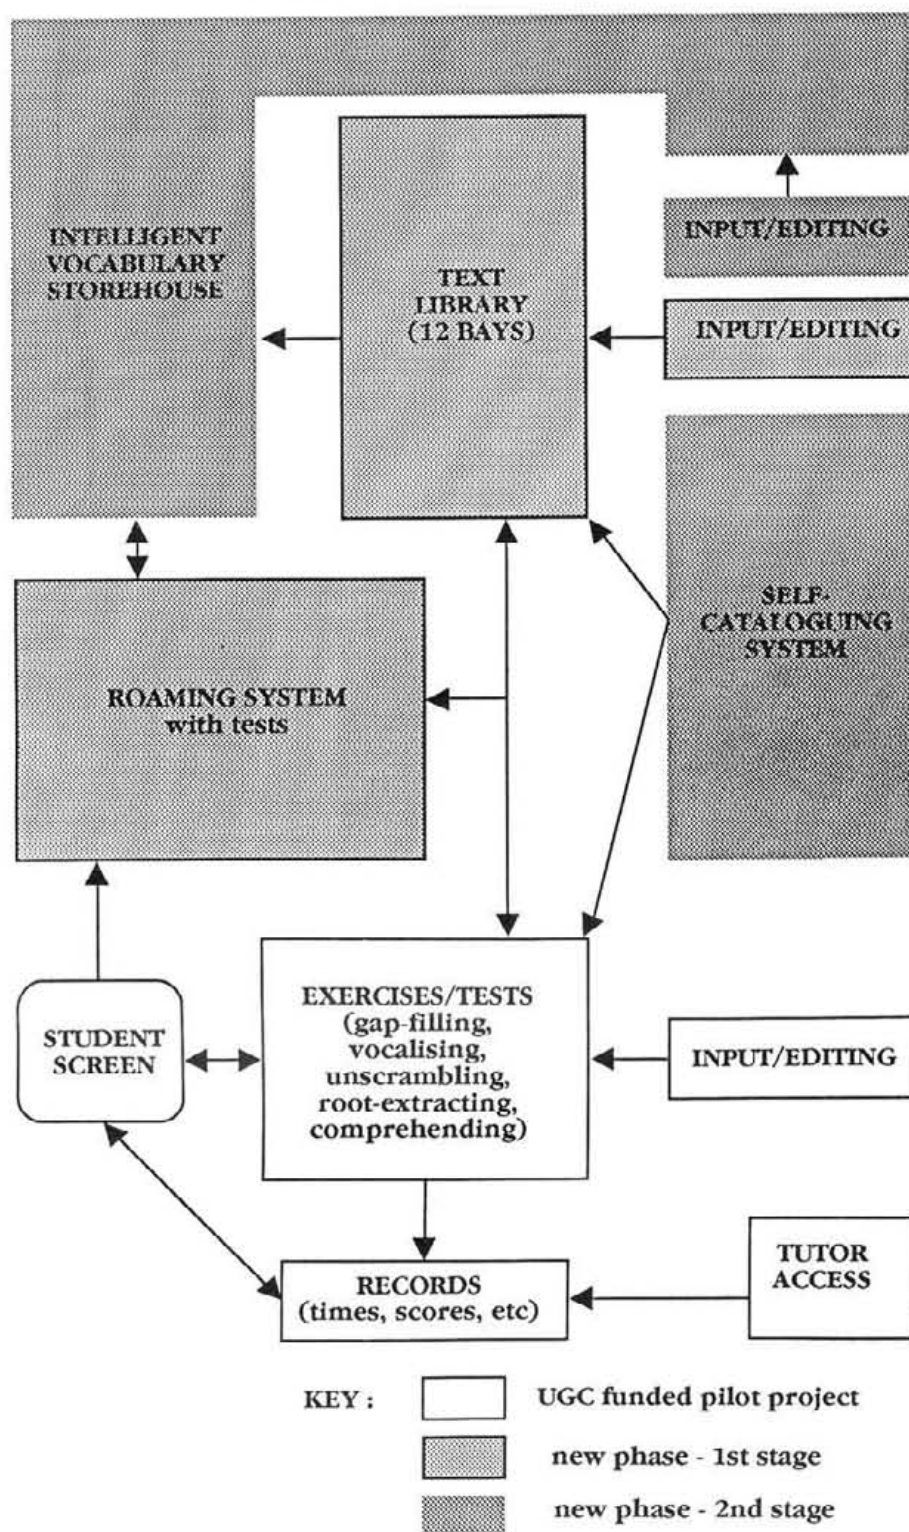 INPUT/EDITING
INTELLIGENT
VOCABULARY
STOREHOUSE
TEXT
LIBRARY
(12 BAYS)
INPUT/EDITING
SELF-
CATALOGUING
SYSTEM
ROAMING SYSTEM
with tests
EXERCISES/TESTS
(gap-filling,
vocalising,
unscrambling,
root-extracting,
comprehending)
STUDENT
SCREEN
INPUT/EDITING
TUTOR
ACCESS
RECORDS
(times, scores, etc)
KEY :
UGC funded pilot project
new phase - 1st stage
new phase - 2nd stage